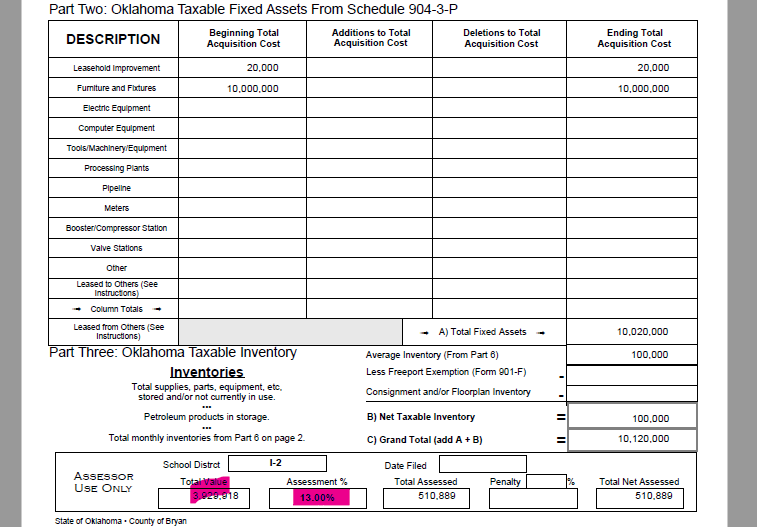 Part Two: Oklahoma Taxable Fixed Assets From Schedule 904-3-P
DESCRIPTION Beginning Total Acquisition Cost Additions to Total Acquisition Cost Deletions to Total Acquisition Cost Ending Total Acquisition Cost
Leasehold Improvement 20,000 20,000
Furniture and Fixtures 10,000,000 10,000,000
Electric Equipment
Computer Equipment
Tools/Machinery/Equipment
Processing Plants
Pipeline
Meters
Booster/Compressor Station
Valve Stations
Other
Leased to Others (See
Instructions)
→ Column Totals →
Leased from Others (See
Instructions)
→ A) Total Fixed Assets → 10,020,000
Part Three: Oklahoma Taxable Inventory
Average Inventory (From Part 6) 100,000
Inventories
Less Freeport Exemption (Form 901-F) -
Total supplies, parts, equipment, etc,
stored and/or not currently in use.
Consignment and/or Floorplan Inventory -
•••
Petroleum products in storage.
B) Net Taxable Inventory = 100,000
•••
Total monthly inventories from Part 6 on page 2.
C) Grand Total (add A + B) = 10,120,000
ASSESSOR
USE ONLY
School Distrct I-2 Date Filed
Total Value Assessment % Total Assessed Penalty % Total Net Assessed
3,929,918 13.00% 510,889 510,889
State of Oklahoma • County of Bryan